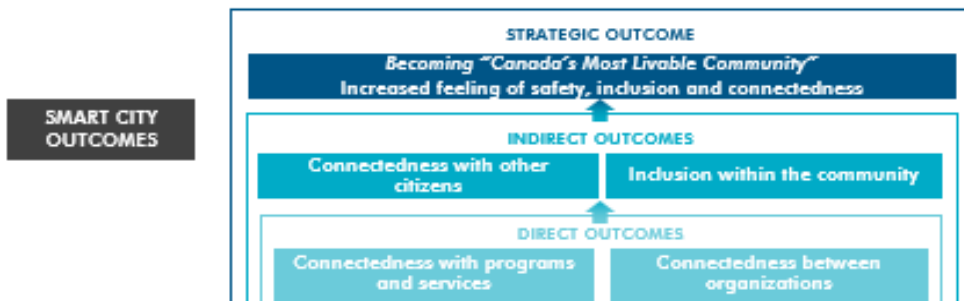 STRATEGIC OUTCOME
Becoming "Canada's Most Livable Community"
Increased feeling of safety, inclusion and connectedness
SMART CITY
OUTCOMES
INDIRECT OUTCOMES
Connectedness with other
citizens
Inclusion within the community
DIRECT OUTCOMES
Connectedness with programs
and services
Connectedness between
organizations